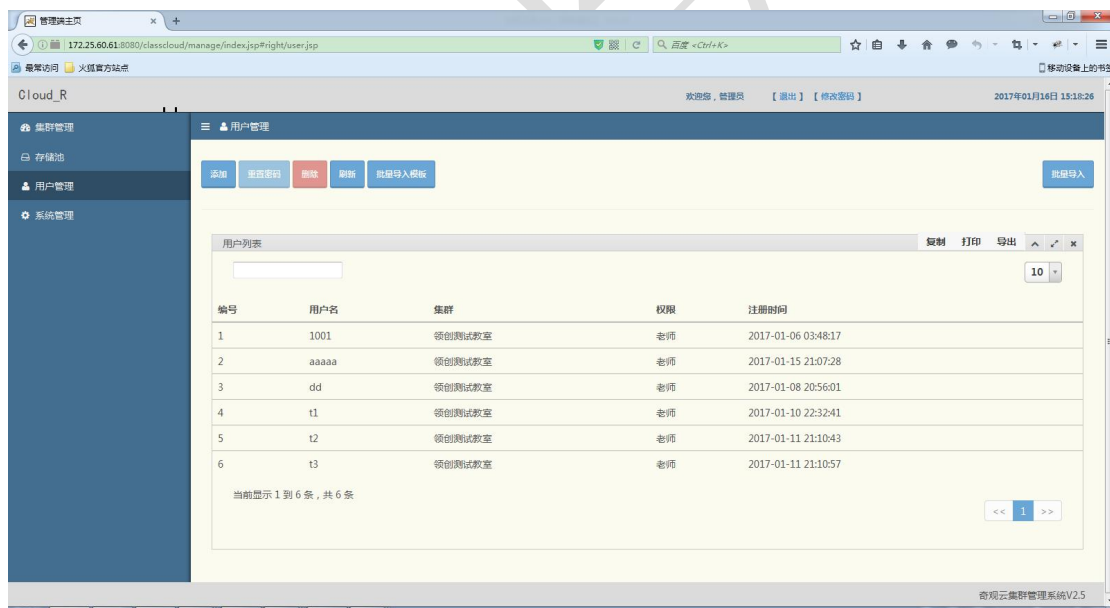 管理端主页 × +
172.25.60.61:8080/classcloud/manage/index.jsp#right/user.jsp
百度 <Ctrl+K>
最常访问 火狐官方站点
移动设备上的书签
Cloud_R
欢迎您，管理员 【 退出 】 【 修改密码 】
2017年01月16日 15:18:26
集群管理
存储池
用户管理
系统管理
用户管理
添加 重置密码 删除 刷新 批量导入模板 批量导入
用户列表 复制 打印 导出
10
编号 用户名 集群 权限 注册时间
1 1001 领创测试教室 老师 2017-01-06 03:48:17
2 aaaaa 领创测试教室 老师 2017-01-15 21:07:28
3 dd 领创测试教室 老师 2017-01-08 20:56:01
4 t1 领创测试教室 老师 2017-01-10 22:32:41
5 t2 领创测试教室 老师 2017-01-11 21:10:43
6 t3 领创测试教室 老师 2017-01-11 21:10:57
当前显示 1 到 6 条，共 6 条
<< 1 >>
奇观云集群管理系统V2.5